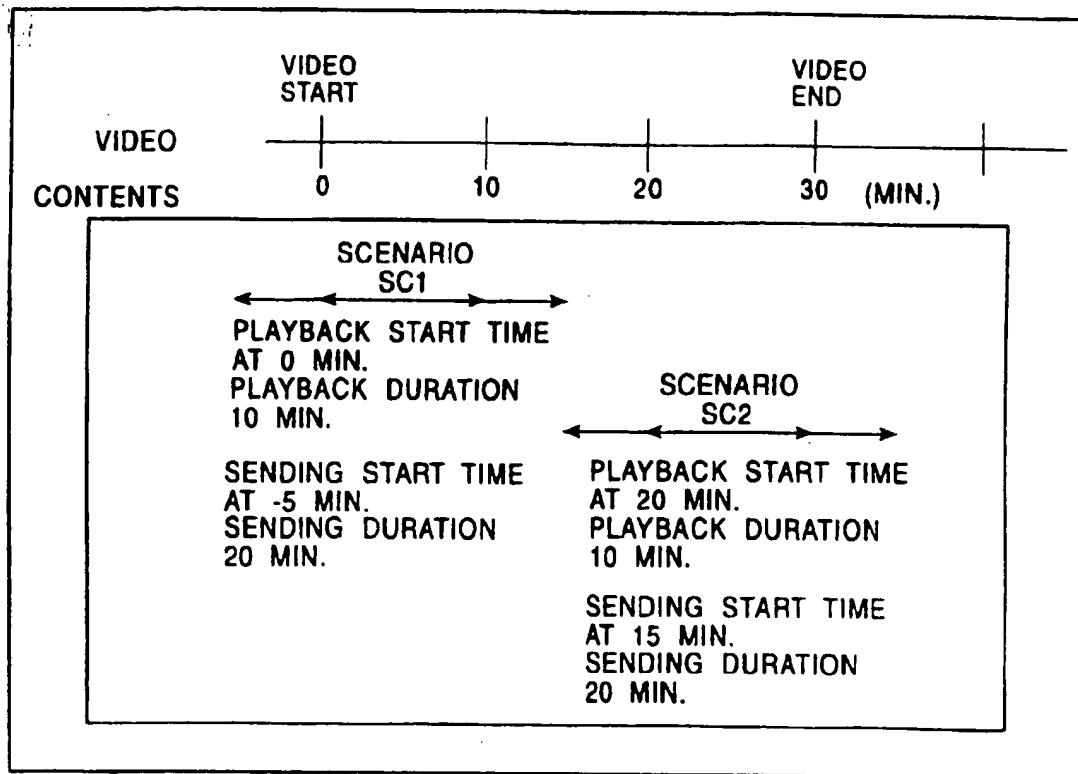 VIDEO
START
VIDEO
END
VIDEO
CONTENTS
0 10 20 30 (MIN.)
SCENARIO
SC1
PLAYBACK START TIME
AT 0 MIN.
PLAYBACK DURATION
10 MIN.
SENDING START TIME
AT -5 MIN.
SENDING DURATION
20 MIN.
SCENARIO
SC2
PLAYBACK START TIME
AT 20 MIN.
PLAYBACK DURATION
10 MIN.
SENDING START TIME
AT 15 MIN.
SENDING DURATION
20 MIN.